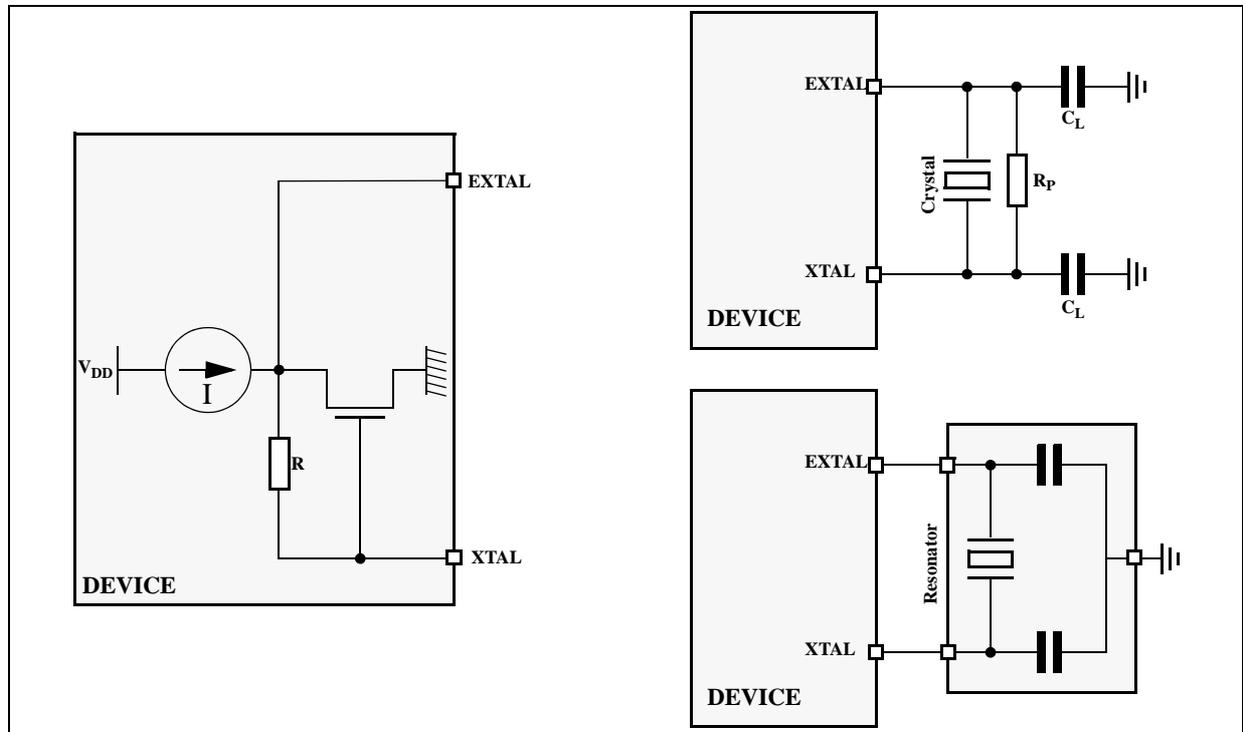 EXTAL
VDD
I
R
XTAL
DEVICE
EXTAL
CL
Crystal
RP
XTAL
CL
DEVICE
EXTAL
Resonator
XTAL
DEVICE